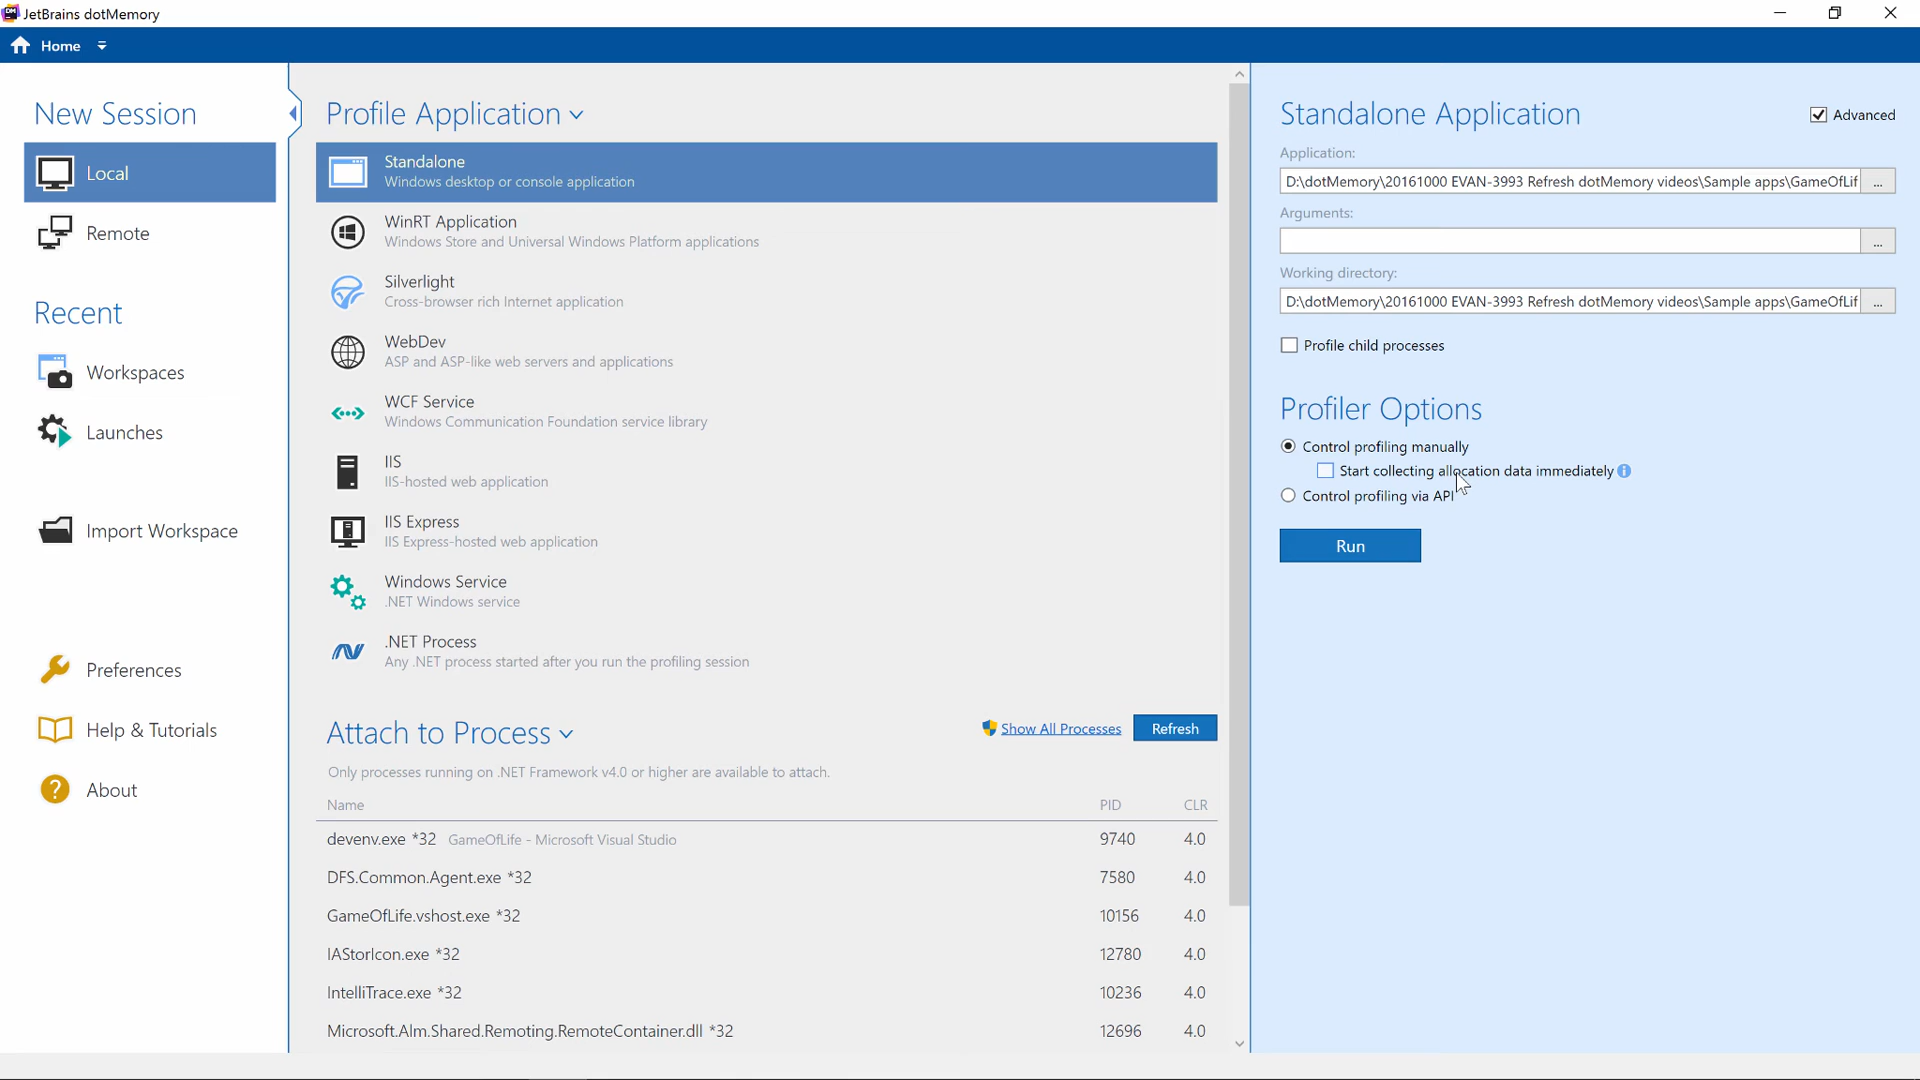 JetBrains dotMemory
Home
New Session
Local
Remote
Recent
Workspaces
Launches
Import Workspace
Preferences
Help & Tutorials
About
Profile Application
Standalone
Windows desktop or console application
WinRT Application
Windows Store and Universal Windows Platform applications
Silverlight
Cross-browser rich Internet application
WebDev
ASP and ASP-like web servers and applications
WCF Service
Windows Communication Foundation service library
IIS
IIS-hosted web application
IIS Express
IIS Express-hosted web application
Windows Service
.NET Windows service
.NET Process
Any .NET process started after you run the profiling session
Attach to Process
Show All Processes
Refresh
Only processes running on .NET Framework v4.0 or higher are available to attach.
Name PID CLR
devenv.exe *32 GameOfLife - Microsoft Visual Studio 9740 4.0
DFS.Common.Agent.exe *32 7580 4.0
GameOfLife.vshost.exe *32 10156 4.0
IAStorIcon.exe *32 12780 4.0
IntelliTrace.exe *32 10236 4.0
Microsoft.Alm.Shared.Remoting.RemoteContainer.dll *32 12696 4.0
Standalone Application
Advanced
Application:
D:\dotMemory\20161000 EVAN-3993 Refresh dotMemory videos\Sample apps\GameOfLif ...
Arguments:
...
Working directory:
D:\dotMemory\20161000 EVAN-3993 Refresh dotMemory videos\Sample apps\GameOfLif ...
Profile child processes
Profiler Options
Control profiling manually
Start collecting allocation data immediately
Control profiling via API
Run